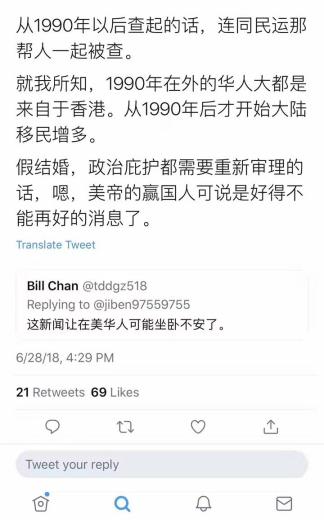 从1990年以后查起的话，连同民运那
帮人一起被查。
就我所知，1990年在外的华人大都是
来自于香港。从1990年后才开始大陆
移民增多。
假结婚，政治庇护都需要重新审理的
话，嗯，美帝的赢国人可说是好得不
能再好的消息了。
Translate Tweet
Bill Chan @tddgz518
Replying to @jiben97559755
这新闻让在美华人可能坐卧不安了。
6/28/18, 4:29 PM
21 Retweets 69 Likes
Tweet your reply